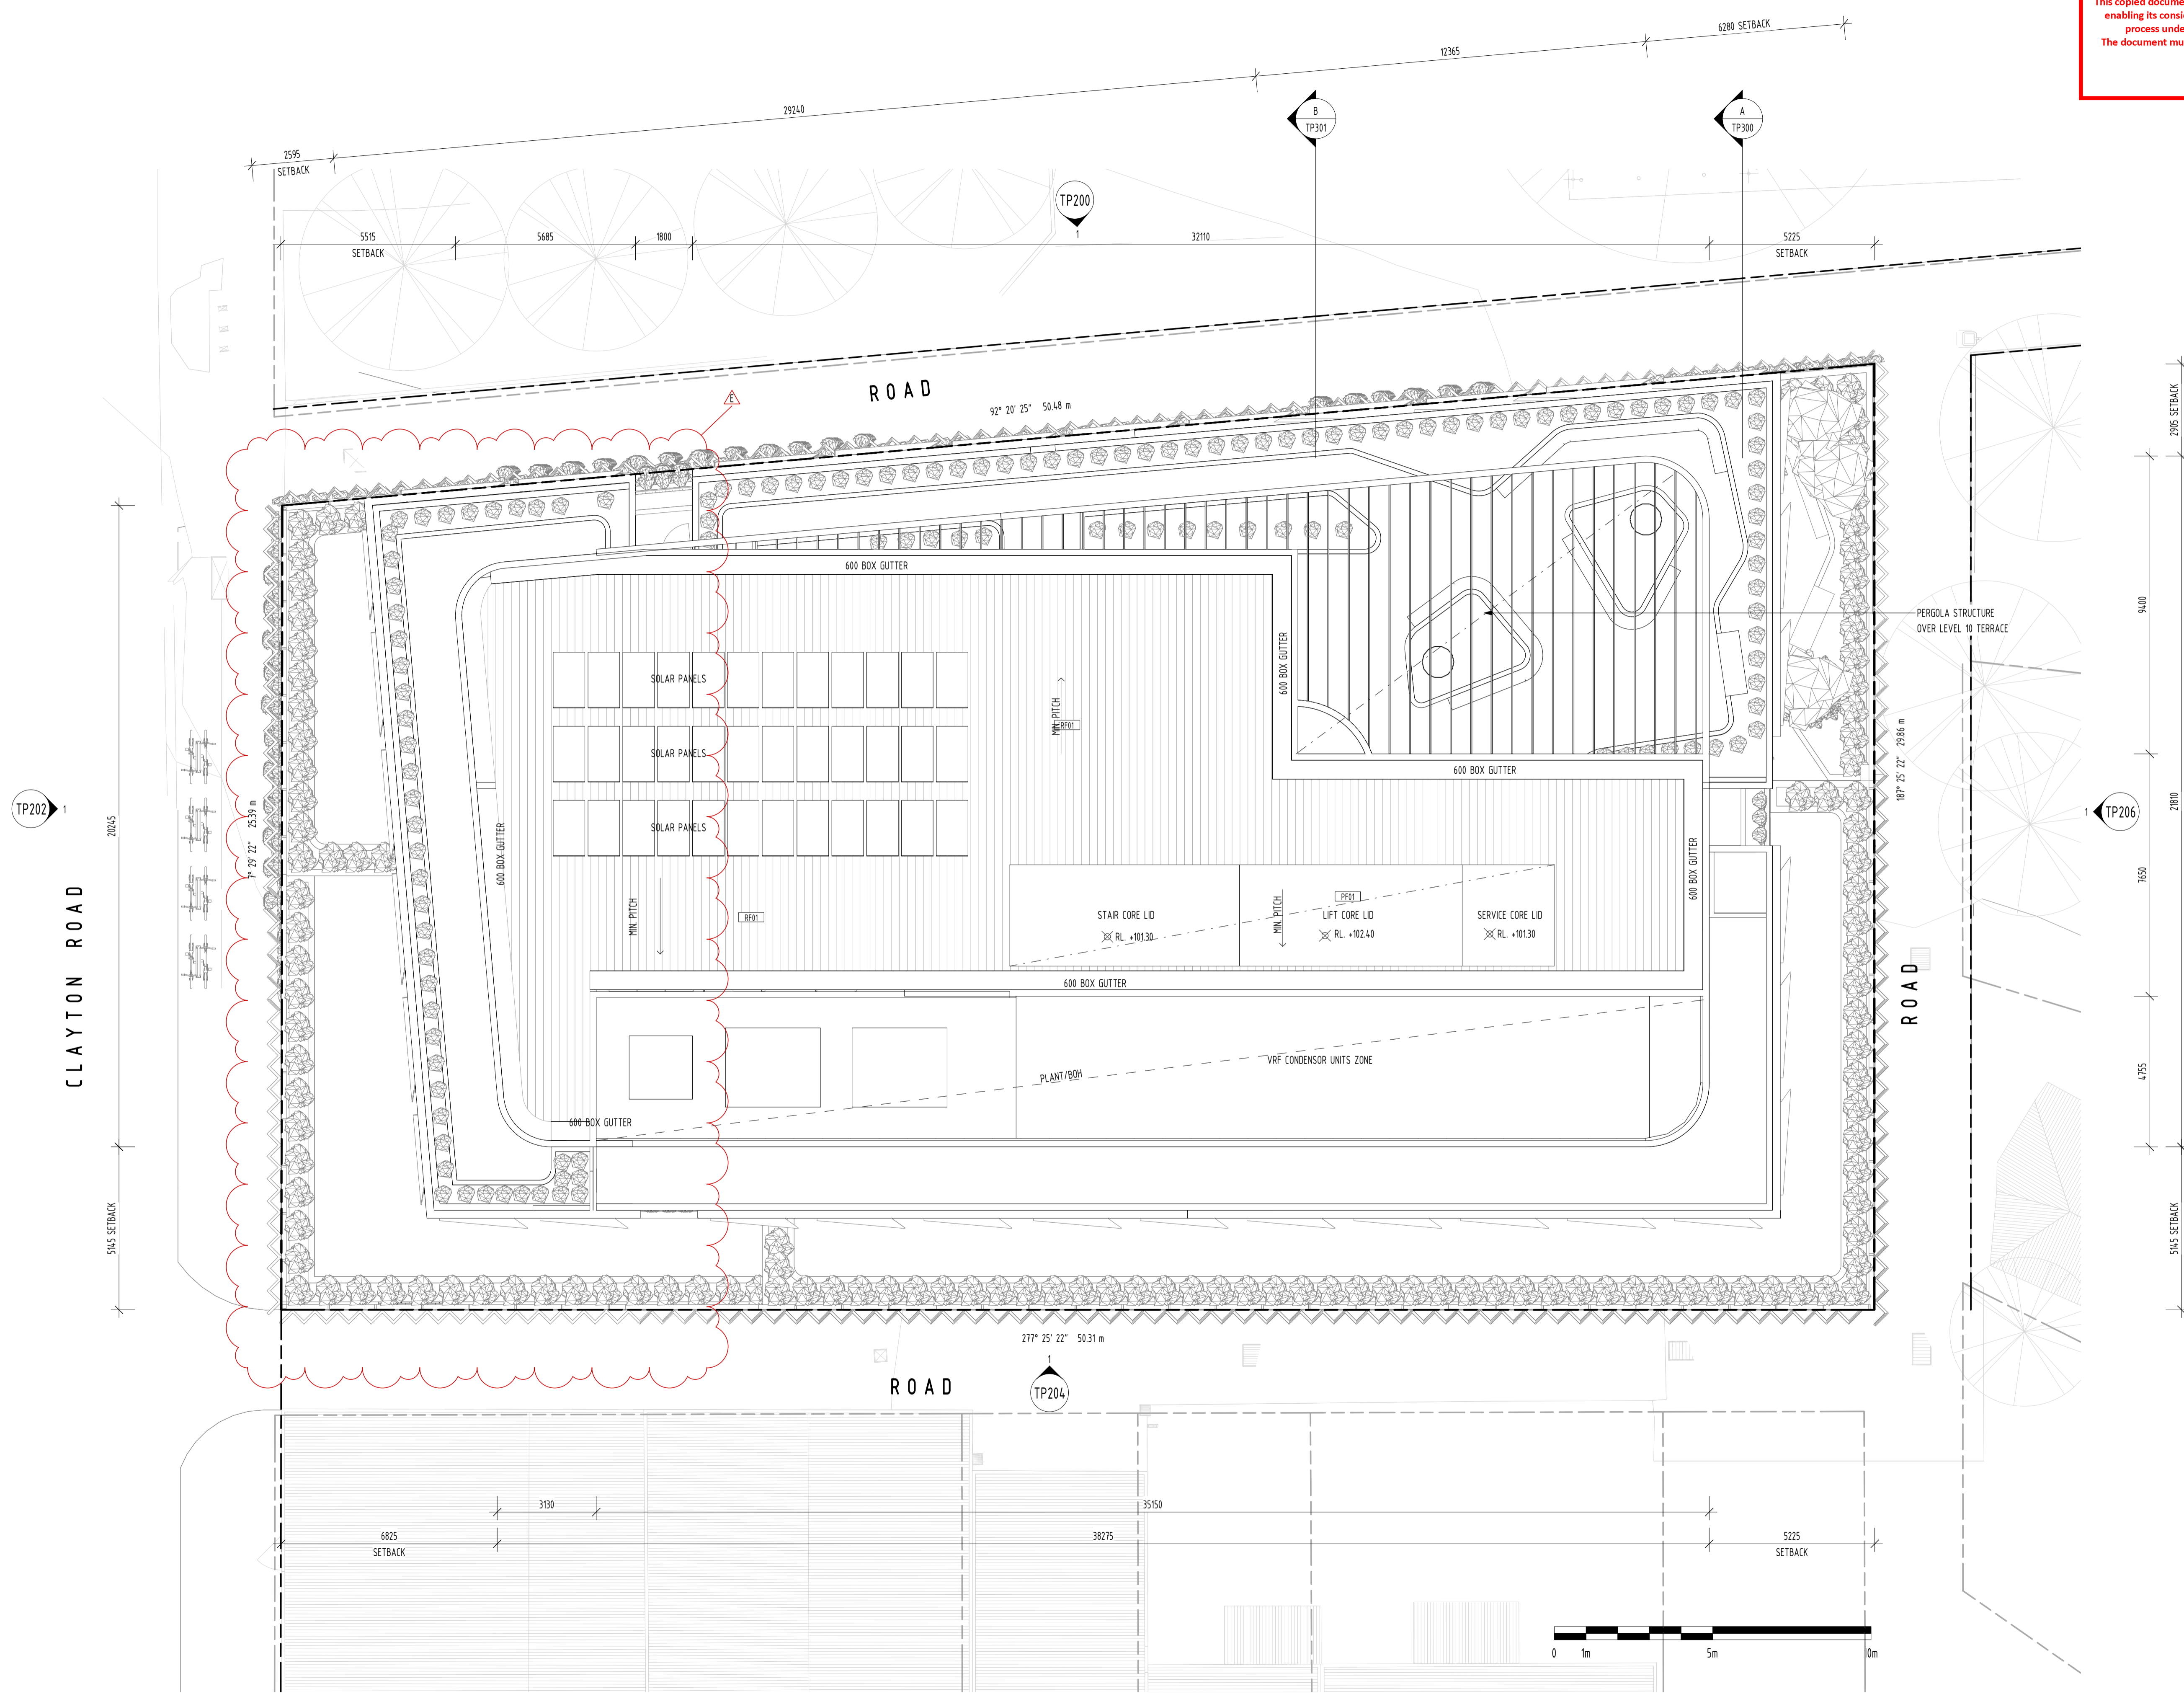 This copied docume
enabling its consi
process unde
The document mu
6280 SETBACK
12365
29240
2595
SETBACK
B
TP301
A
TP300
TP200
1
5515
SETBACK
5685
1800
32110
5225
SETBACK
ROAD
92° 20' 25" 50.48 m
E
2905 SETBACK
600 BOX GUTTER
600 BOX GUTTER
PERGOLA STRUCTURE
OVER LEVEL 10 TERRACE
9400
SOLAR PANELS
MIN. PITCH
RF01
SOLAR PANELS
600 BOX GUTTER
187° 25' 22" 29.86 m
TP202
1
7° 29' 22" 25.39 m
20245
SOLAR PANELS
600 BOX GUTTER
600 BOX GUTTER
1
TP206
21810
7650
CLAYTON ROAD
MIN. PITCH
RF01
STAIR CORE LID
RL. +101.30
MIN. PITCH
PF01
LIFT CORE LID
RL. +102.40
SERVICE CORE LID
RL. +101.30
600 BOX GUTTER
ROAD
VRF CONDENSOR UNITS ZONE
PLANT/BOH
4755
600 BOX GUTTER
5145 SETBACK
5145 SETBACK
277° 25' 22" 50.31 m
ROAD
1
TP204
3130
35150
6825
SETBACK
38275
5225
SETBACK
0
1m
5m
10m